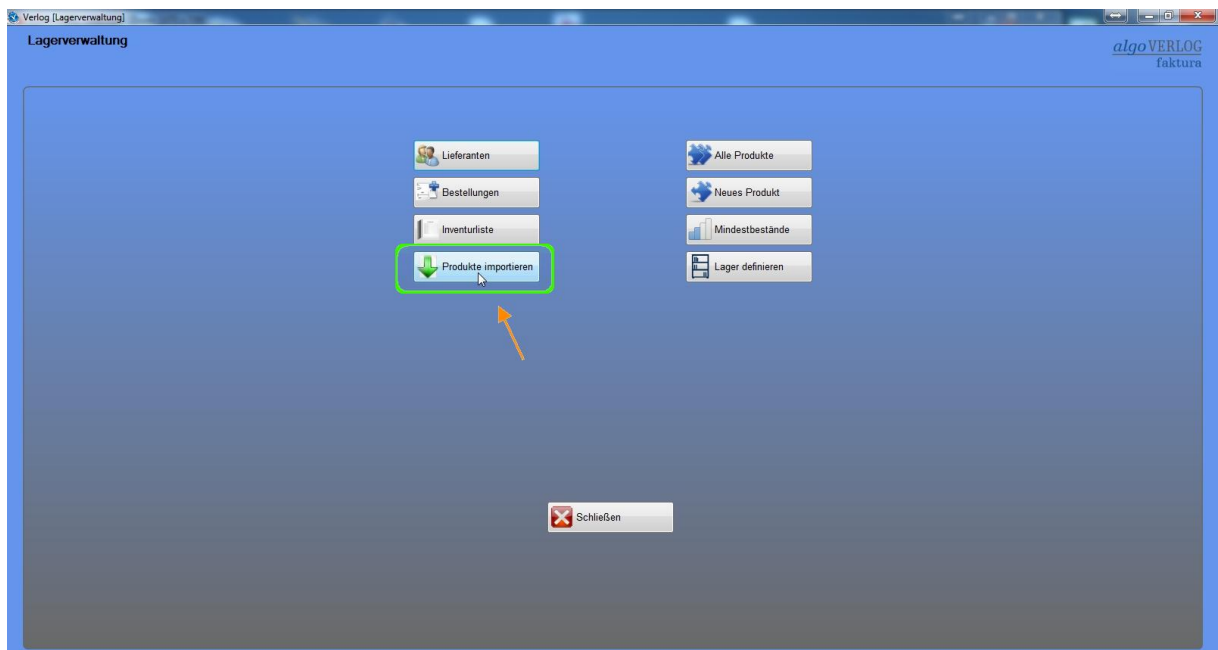 Verlog [Lagerverwaltung]
Lagerverwaltung
algoVERLOG
faktura
Lieferanten
Alle Produkte
Bestellungen
Neues Produkt
Inventurliste
Mindestbestände
Produkte importieren
Lager definieren
Schließen